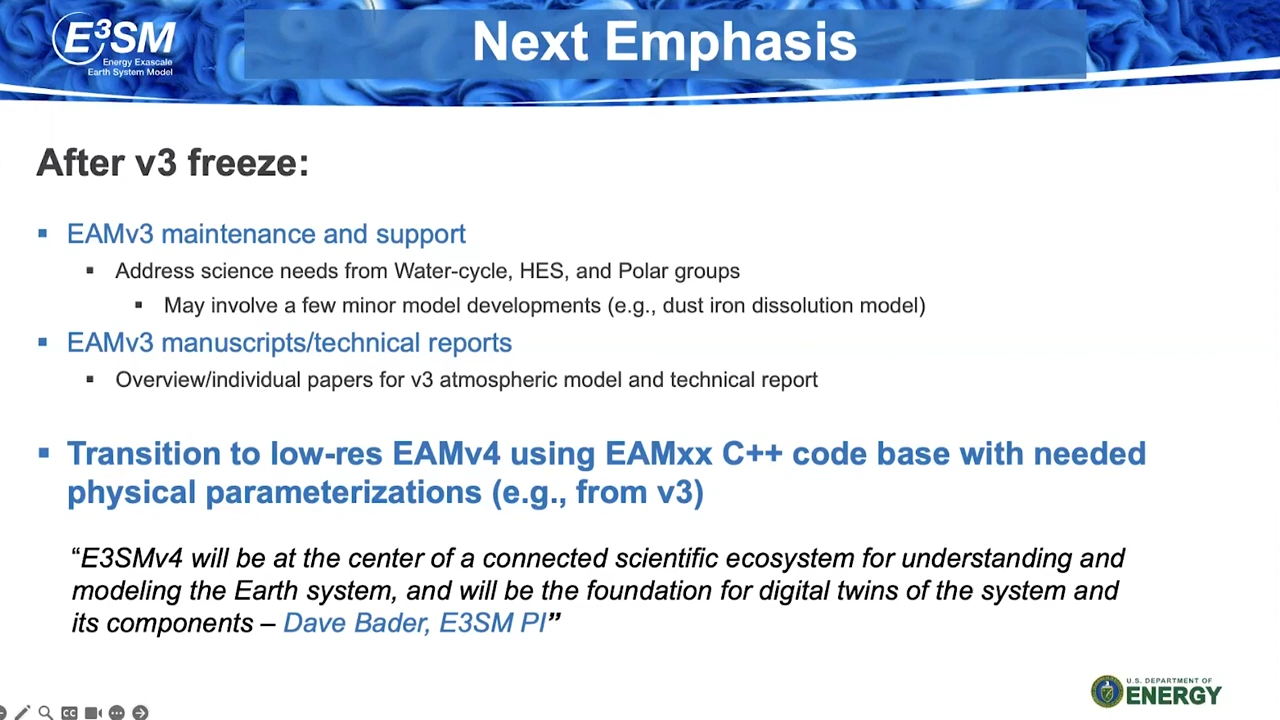 E³SM
Energy Exascale
Earth System Model
Next Emphasis
After v3 freeze:
▪ EAMv3 maintenance and support
▪ Address science needs from Water-cycle, HES, and Polar groups
▪ May involve a few minor model developments (e.g., dust iron dissolution model)
▪ EAMv3 manuscripts/technical reports
▪ Overview/individual papers for v3 atmospheric model and technical report
▪ Transition to low-res EAMv4 using EAMxx C++ code base with needed
physical parameterizations (e.g., from v3)
“E3SMv4 will be at the center of a connected scientific ecosystem for understanding and
modeling the Earth system, and will be the foundation for digital twins of the system and
its components – Dave Bader, E3SM PI”
U.S. DEPARTMENT OF
ENERGY
CC